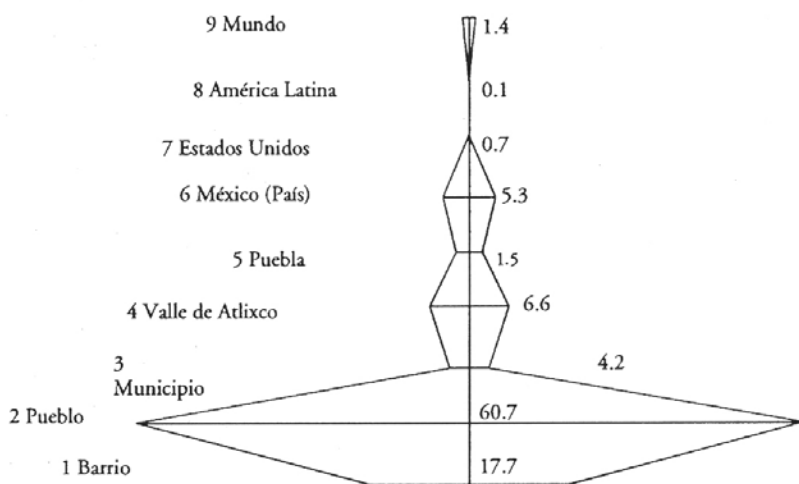 9 Mundo 1.4
8 América Latina 0.1
7 Estados Unidos 0.7
6 México (País) 5.3
5 Puebla 1.5
4 Valle de Atlixco 6.6
3 4.2
Municipio
2 Pueblo 60.7
1 Barrio 17.7